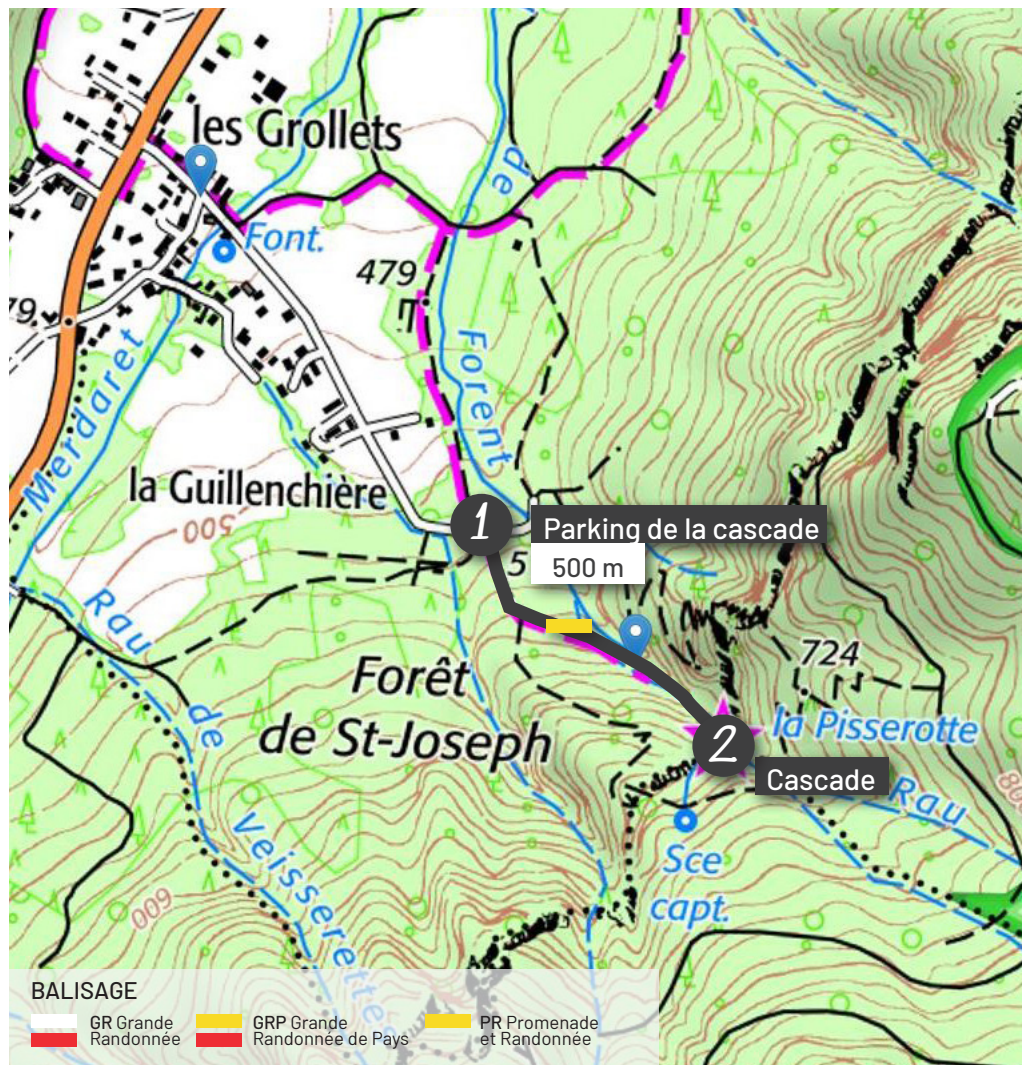 les Grollets
de
Font.
479
79.
Forent
Merdaret
la Guillenchière
500
1
Parking de la cascade
5
500 m
Rau
de
Veisserettes
Forêt
de St-Joseph
724
la Pisserotte
2
Cascade
Rau
Sce
capt.
600
BALISAGE
GR Grande
Randonnée
GRP Grande
Randonnée de Pays
PR Promenade
et Randonnée